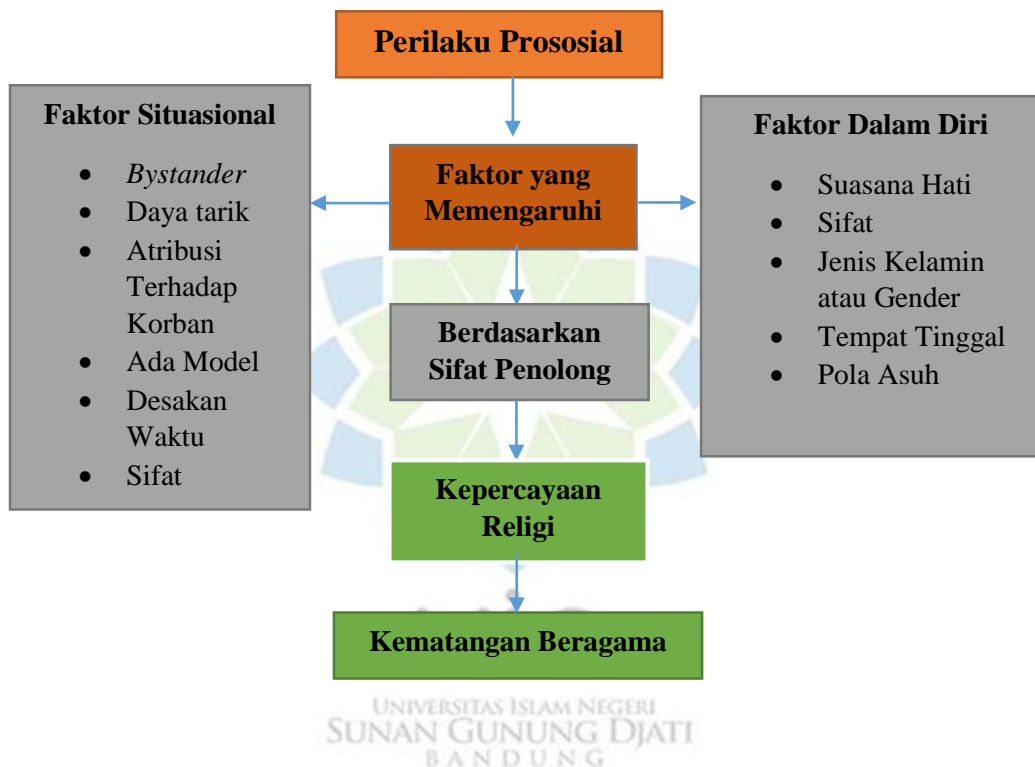 Perilaku Prososial
Faktor Situasional
• Bystander
• Daya tarik
• Atribusi
Terhadap
Korban
• Ada Model
• Desakan
Waktu
• Sifat
Faktor yang
Memengaruhi
Faktor Dalam Diri
• Suasana Hati
• Sifat
• Jenis Kelamin
atau Gender
• Tempat Tinggal
• Pola Asuh
Berdasarkan
Sifat Penolong
Kepercayaan
Religi
Kematangan Beragama
UNIVERSITAS ISLAM NEGERI
SUNAN GUNUNG DJATI
BANDUNG